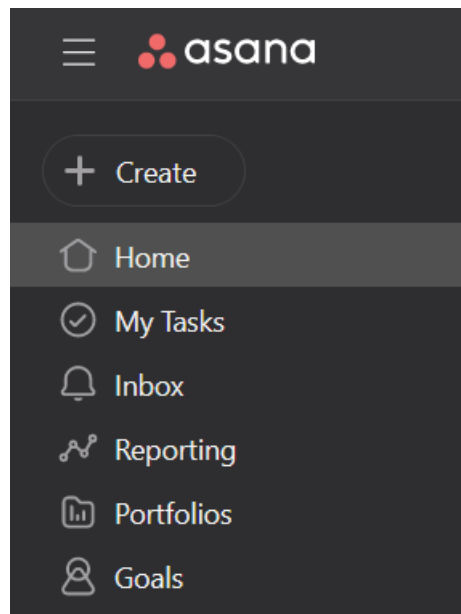 asana
Create
Home
My Tasks
Inbox
Reporting
Portfolios
Goals